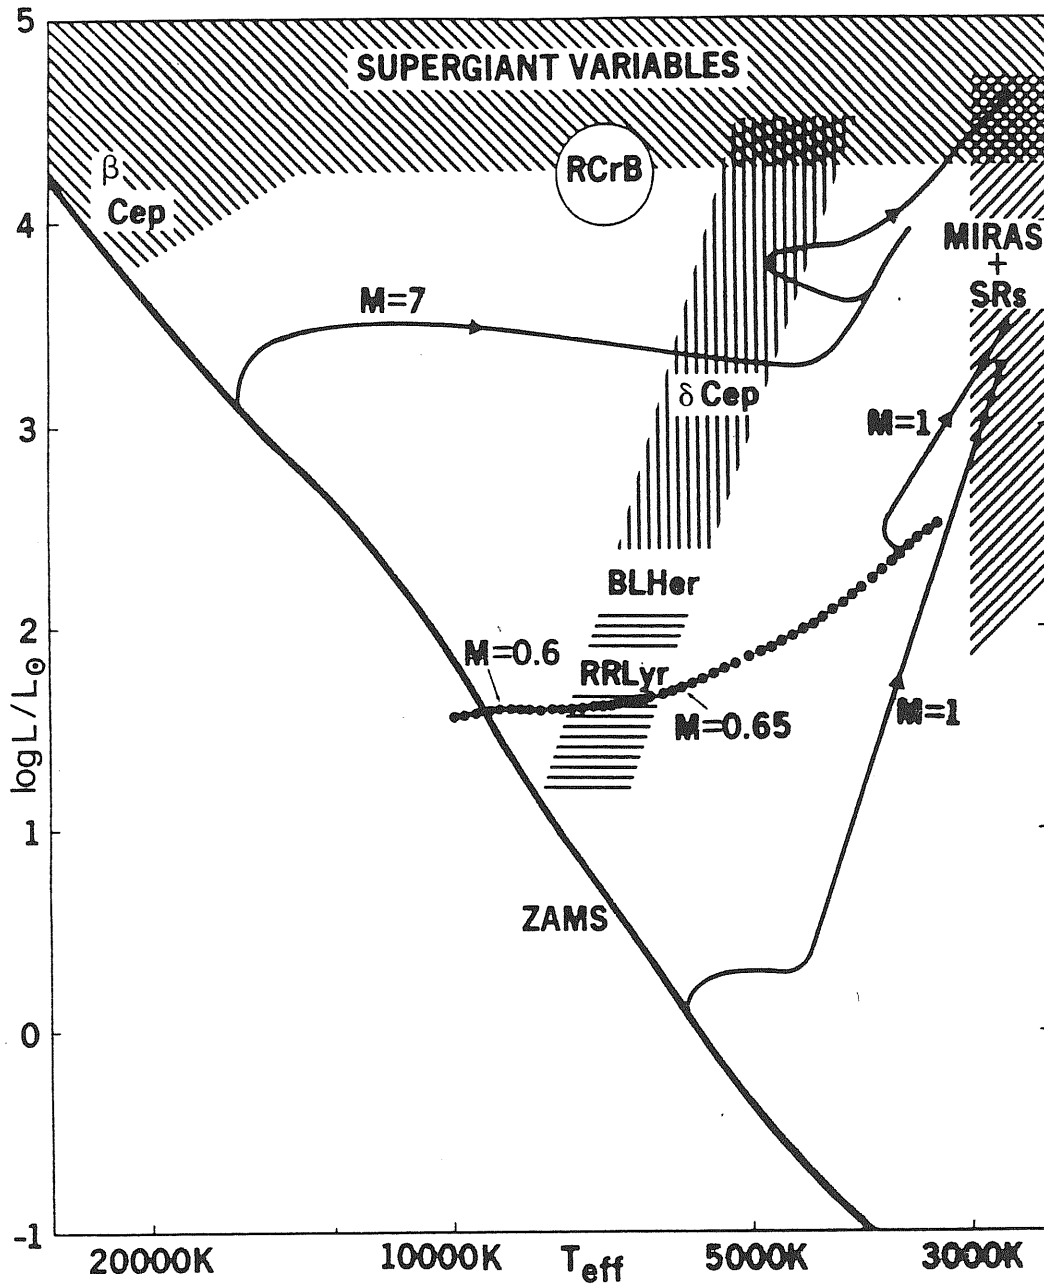 5
SUPERGIANT VARIABLES
RCrB
β
Cep
4
MIRAS
+
SRs
M=7
δ Cep
3
M=1
BLHer
2
M=0.6
RRLyr
M=0.65
M=1
log L/L⊙
1
ZAMS
0
-1
20000K
10000K
Teff
5000K
3000K